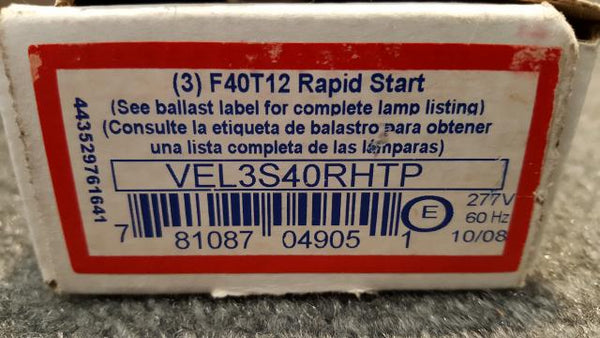 (3) F40T12 Rapid Start
(See ballast label for complete lamp listing)
(Consulte la etiqueta de balastro para obtener
una lista completa de las lámparas)
VEL3S40RHTP
7 81087 04905 1
E
277V
60 Hz
10/08
443529761641